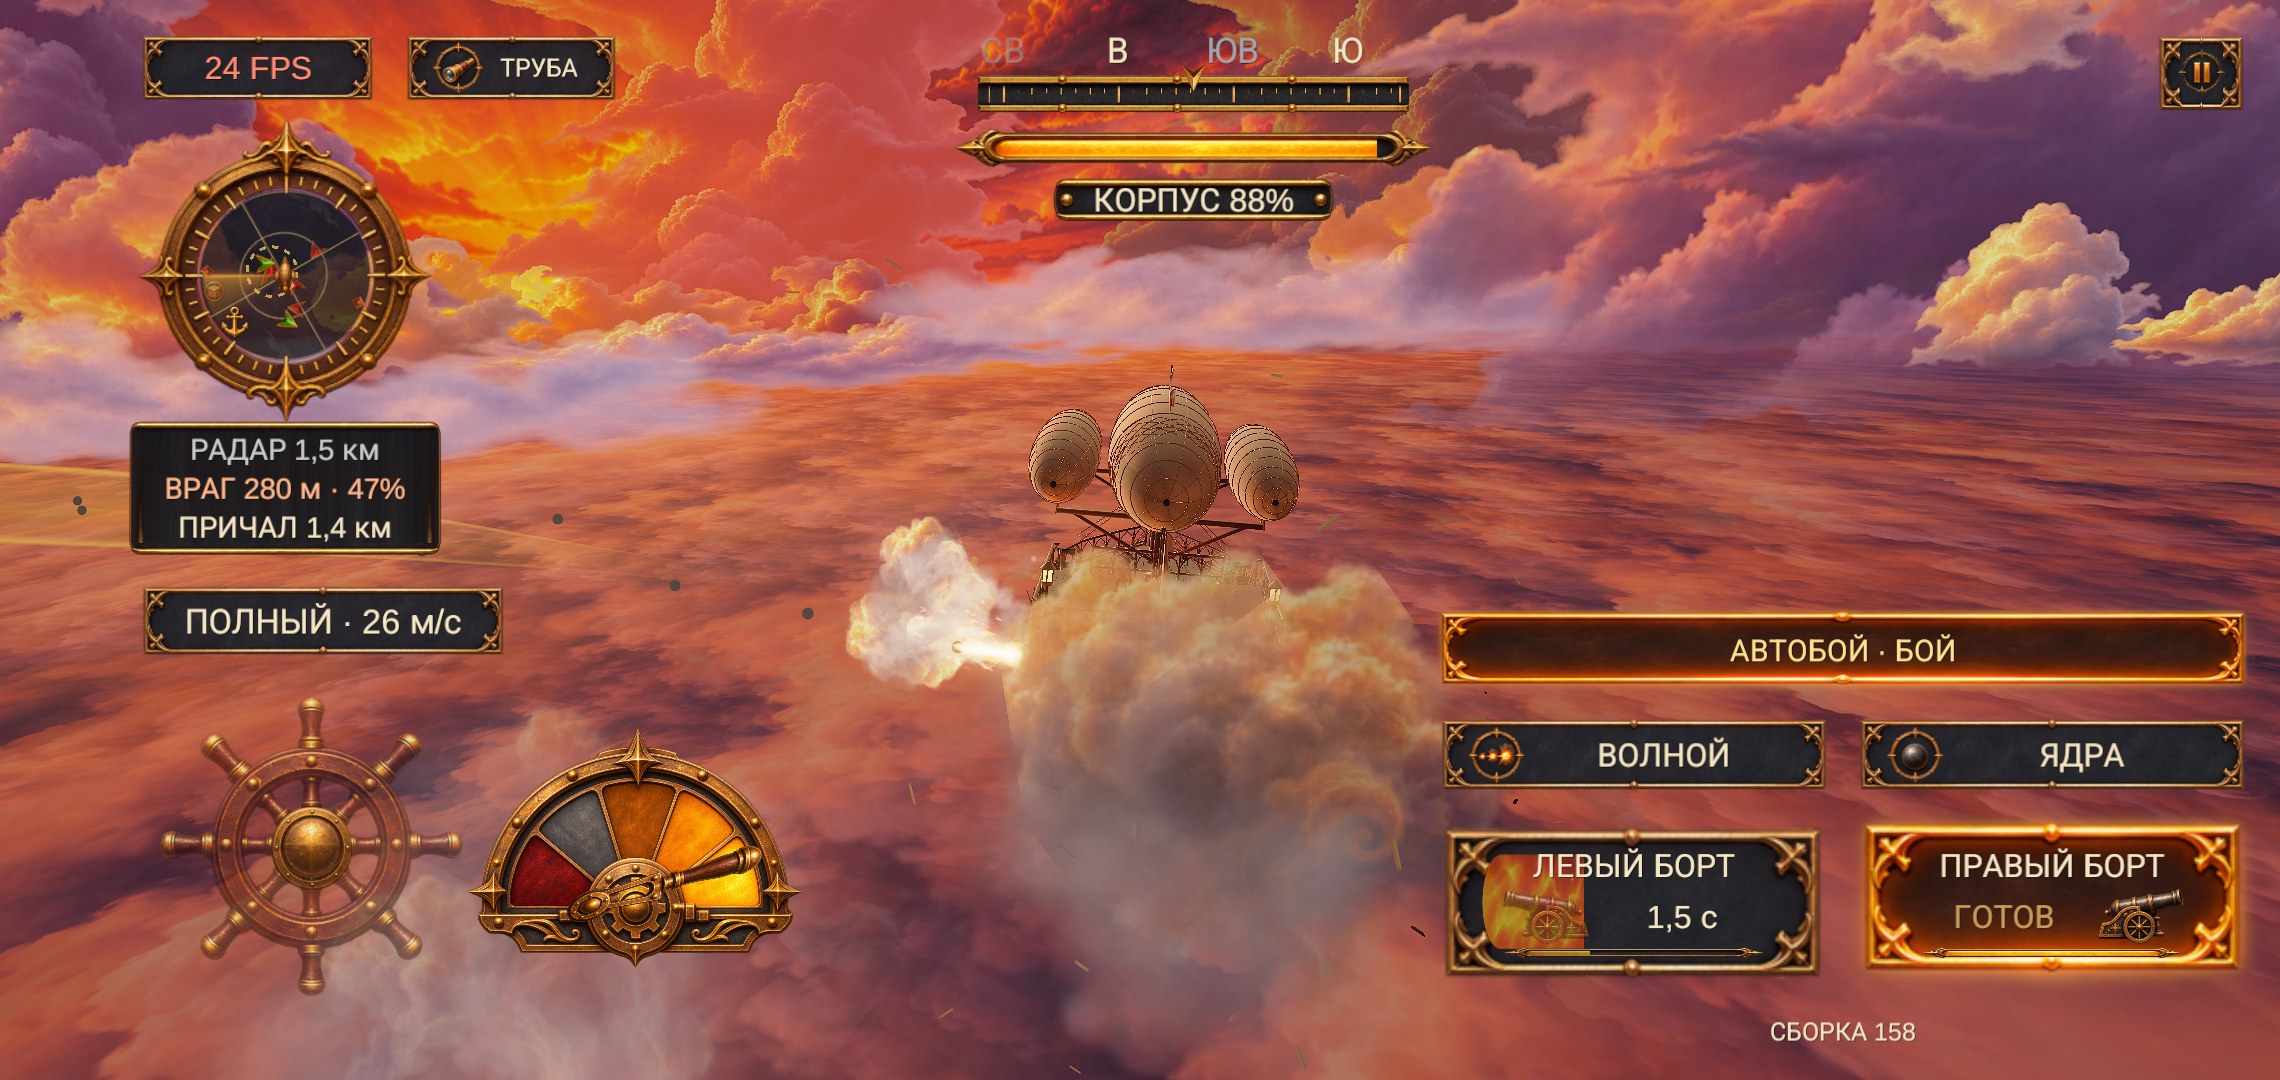 24 FPS
ТРУБА
СВ
В
ЮВ
Ю
КОРПУС 88%
РАДАР 1,5 км
ВРАГ 280 м · 47%
ПРИЧАЛ 1,4 км
ПОЛНЫЙ · 26 м/с
АВТОБОЙ · БОЙ
ВОЛНОЙ
ЯДРА
ЛЕВЫЙ БОРТ
1,5 с
ПРАВЫЙ БОРТ
ГОТОВ
СБОРКА 158